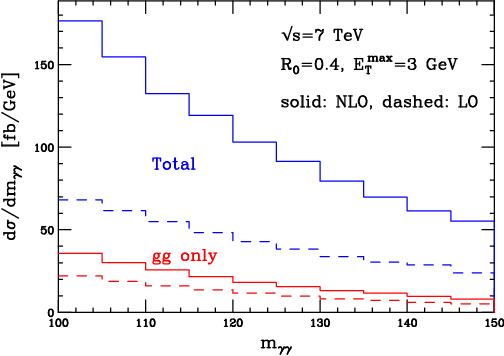 √s=7 TeV
R₀=0.4, E_T^max=3 GeV
solid: NLO, dashed: LO
Total
gg only
dσ/dm_γγ [fb/GeV]
150
100
50
0
100 110 120 130 140 150
m_γγ